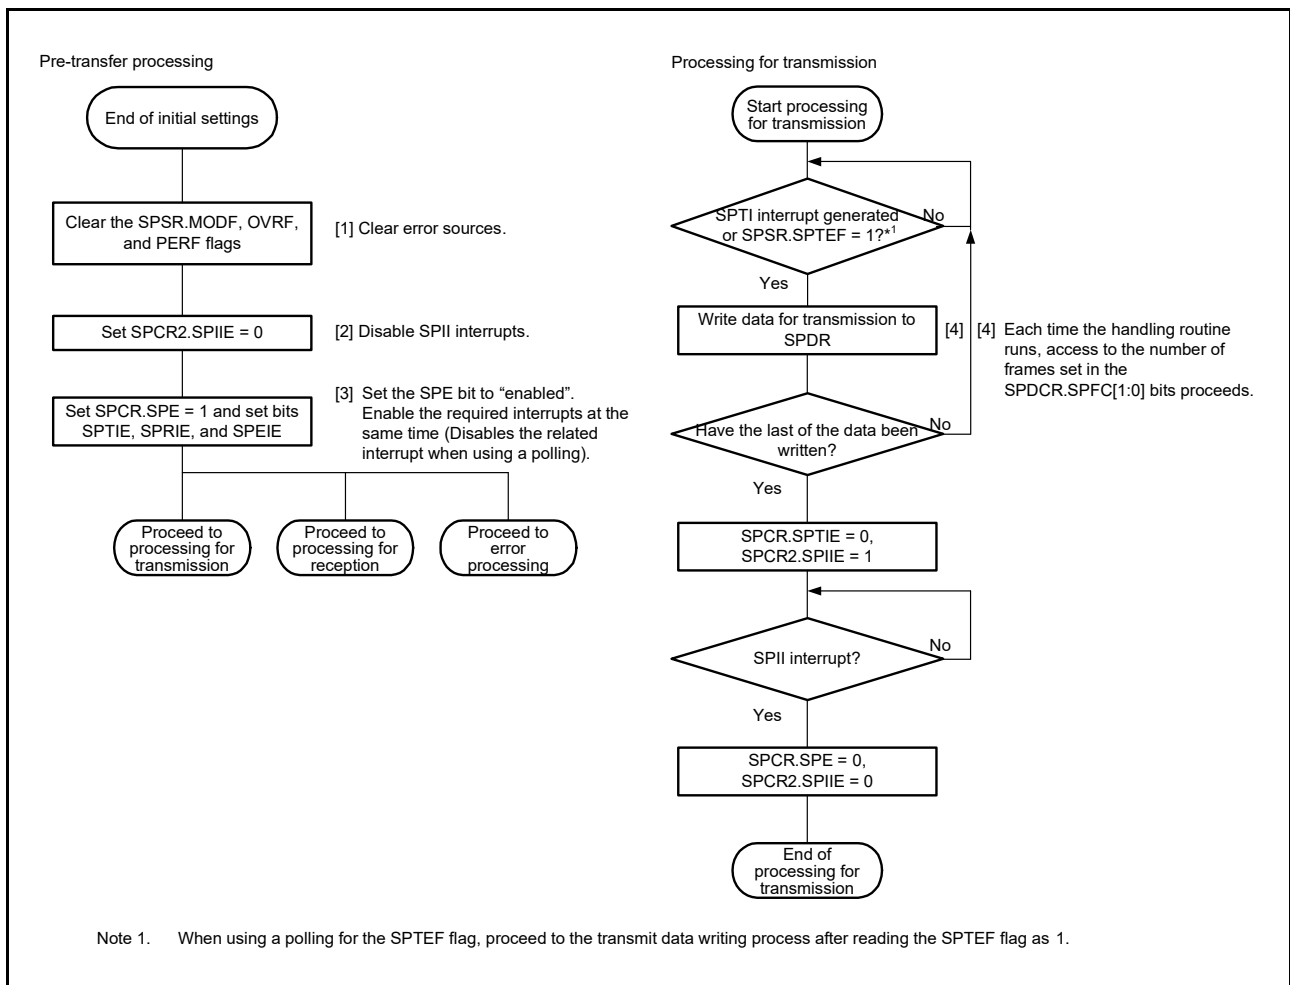 Pre-transfer processing
End of initial settings
Clear the SPSR.MODF, OVRF,
and PERF flags
[1] Clear error sources.
Set SPCR2.SPIIE = 0
[2] Disable SPII interrupts.
Set SPCR.SPE = 1 and set bits
SPTIE, SPRIE, and SPEIE
[3] Set the SPE bit to “enabled”.
Enable the required interrupts at the
same time (Disables the related
interrupt when using a polling).
Proceed to
processing for
transmission
Proceed to
processing for
reception
Proceed to
error
processing
Processing for transmission
Start processing
for transmission
SPTI interrupt generated
or SPSR.SPTEF = 1?*1
No
Yes
Write data for transmission to
SPDR
[4]
[4] Each time the handling routine
runs, access to the number of
frames set in the
SPDCR.SPFC[1:0] bits proceeds.
Have the last of the data been
written?
No
Yes
SPCR.SPTIE = 0,
SPCR2.SPIIE = 1
SPII interrupt?
No
Yes
SPCR.SPE = 0,
SPCR2.SPIIE = 0
End of
processing for
transmission
Note 1. When using a polling for the SPTEF flag, proceed to the transmit data writing process after reading the SPTEF flag as 1.